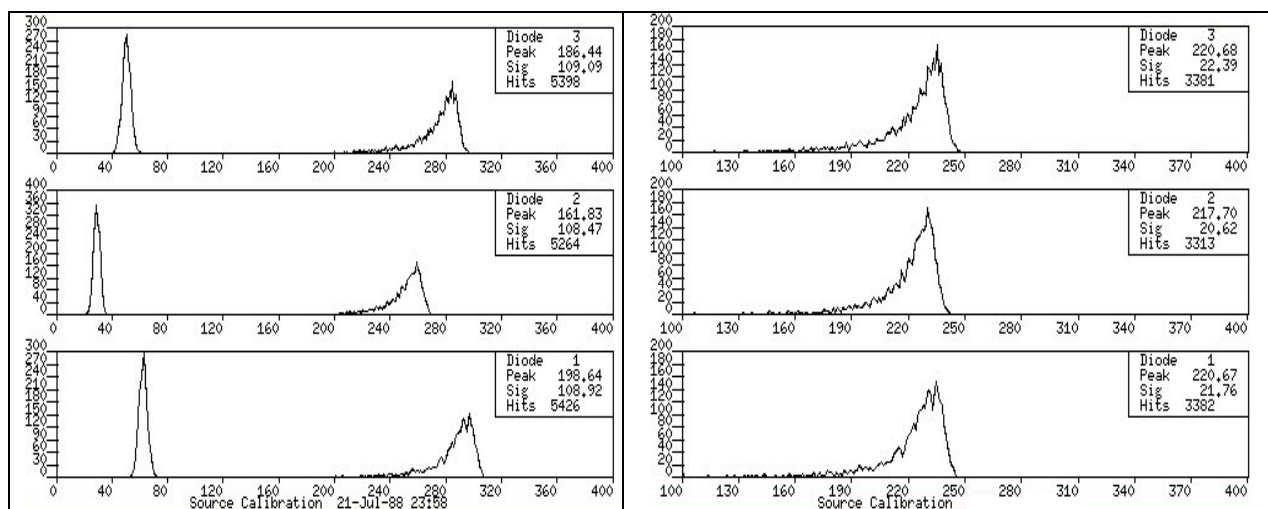 300
270
240
210
180
150
120
90
60
30
0
Diode 3
Peak 186.44
Sig 109.09
Hits 5398
0 40 80 120 160 200 240 280 320 360 400
400
360
320
280
240
200
160
120
80
40
0
Diode 2
Peak 161.83
Sig 108.47
Hits 5264
0 40 80 120 160 200 240 280 320 360 400
300
270
240
210
180
150
120
90
60
30
0
Diode 1
Peak 198.64
Sig 108.92
Hits 5426
0 40 80 120 160 200 240 280 320 360 400
Source Calibration 21-Jul-88 23:58
200
180
160
140
120
100
80
60
40
20
0
Diode 3
Peak 220.68
Sig 22.39
Hits 3381
100 130 160 190 220 250 280 310 340 370 400
200
180
160
140
120
100
80
60
40
20
0
Diode 2
Peak 217.70
Sig 20.62
Hits 3313
100 130 160 190 220 250 280 310 340 370 400
200
180
160
140
120
100
80
60
40
20
0
Diode 1
Peak 220.67
Sig 21.76
Hits 3382
100 130 160 190 220 250 280 310 340 370 400
Source Calibration